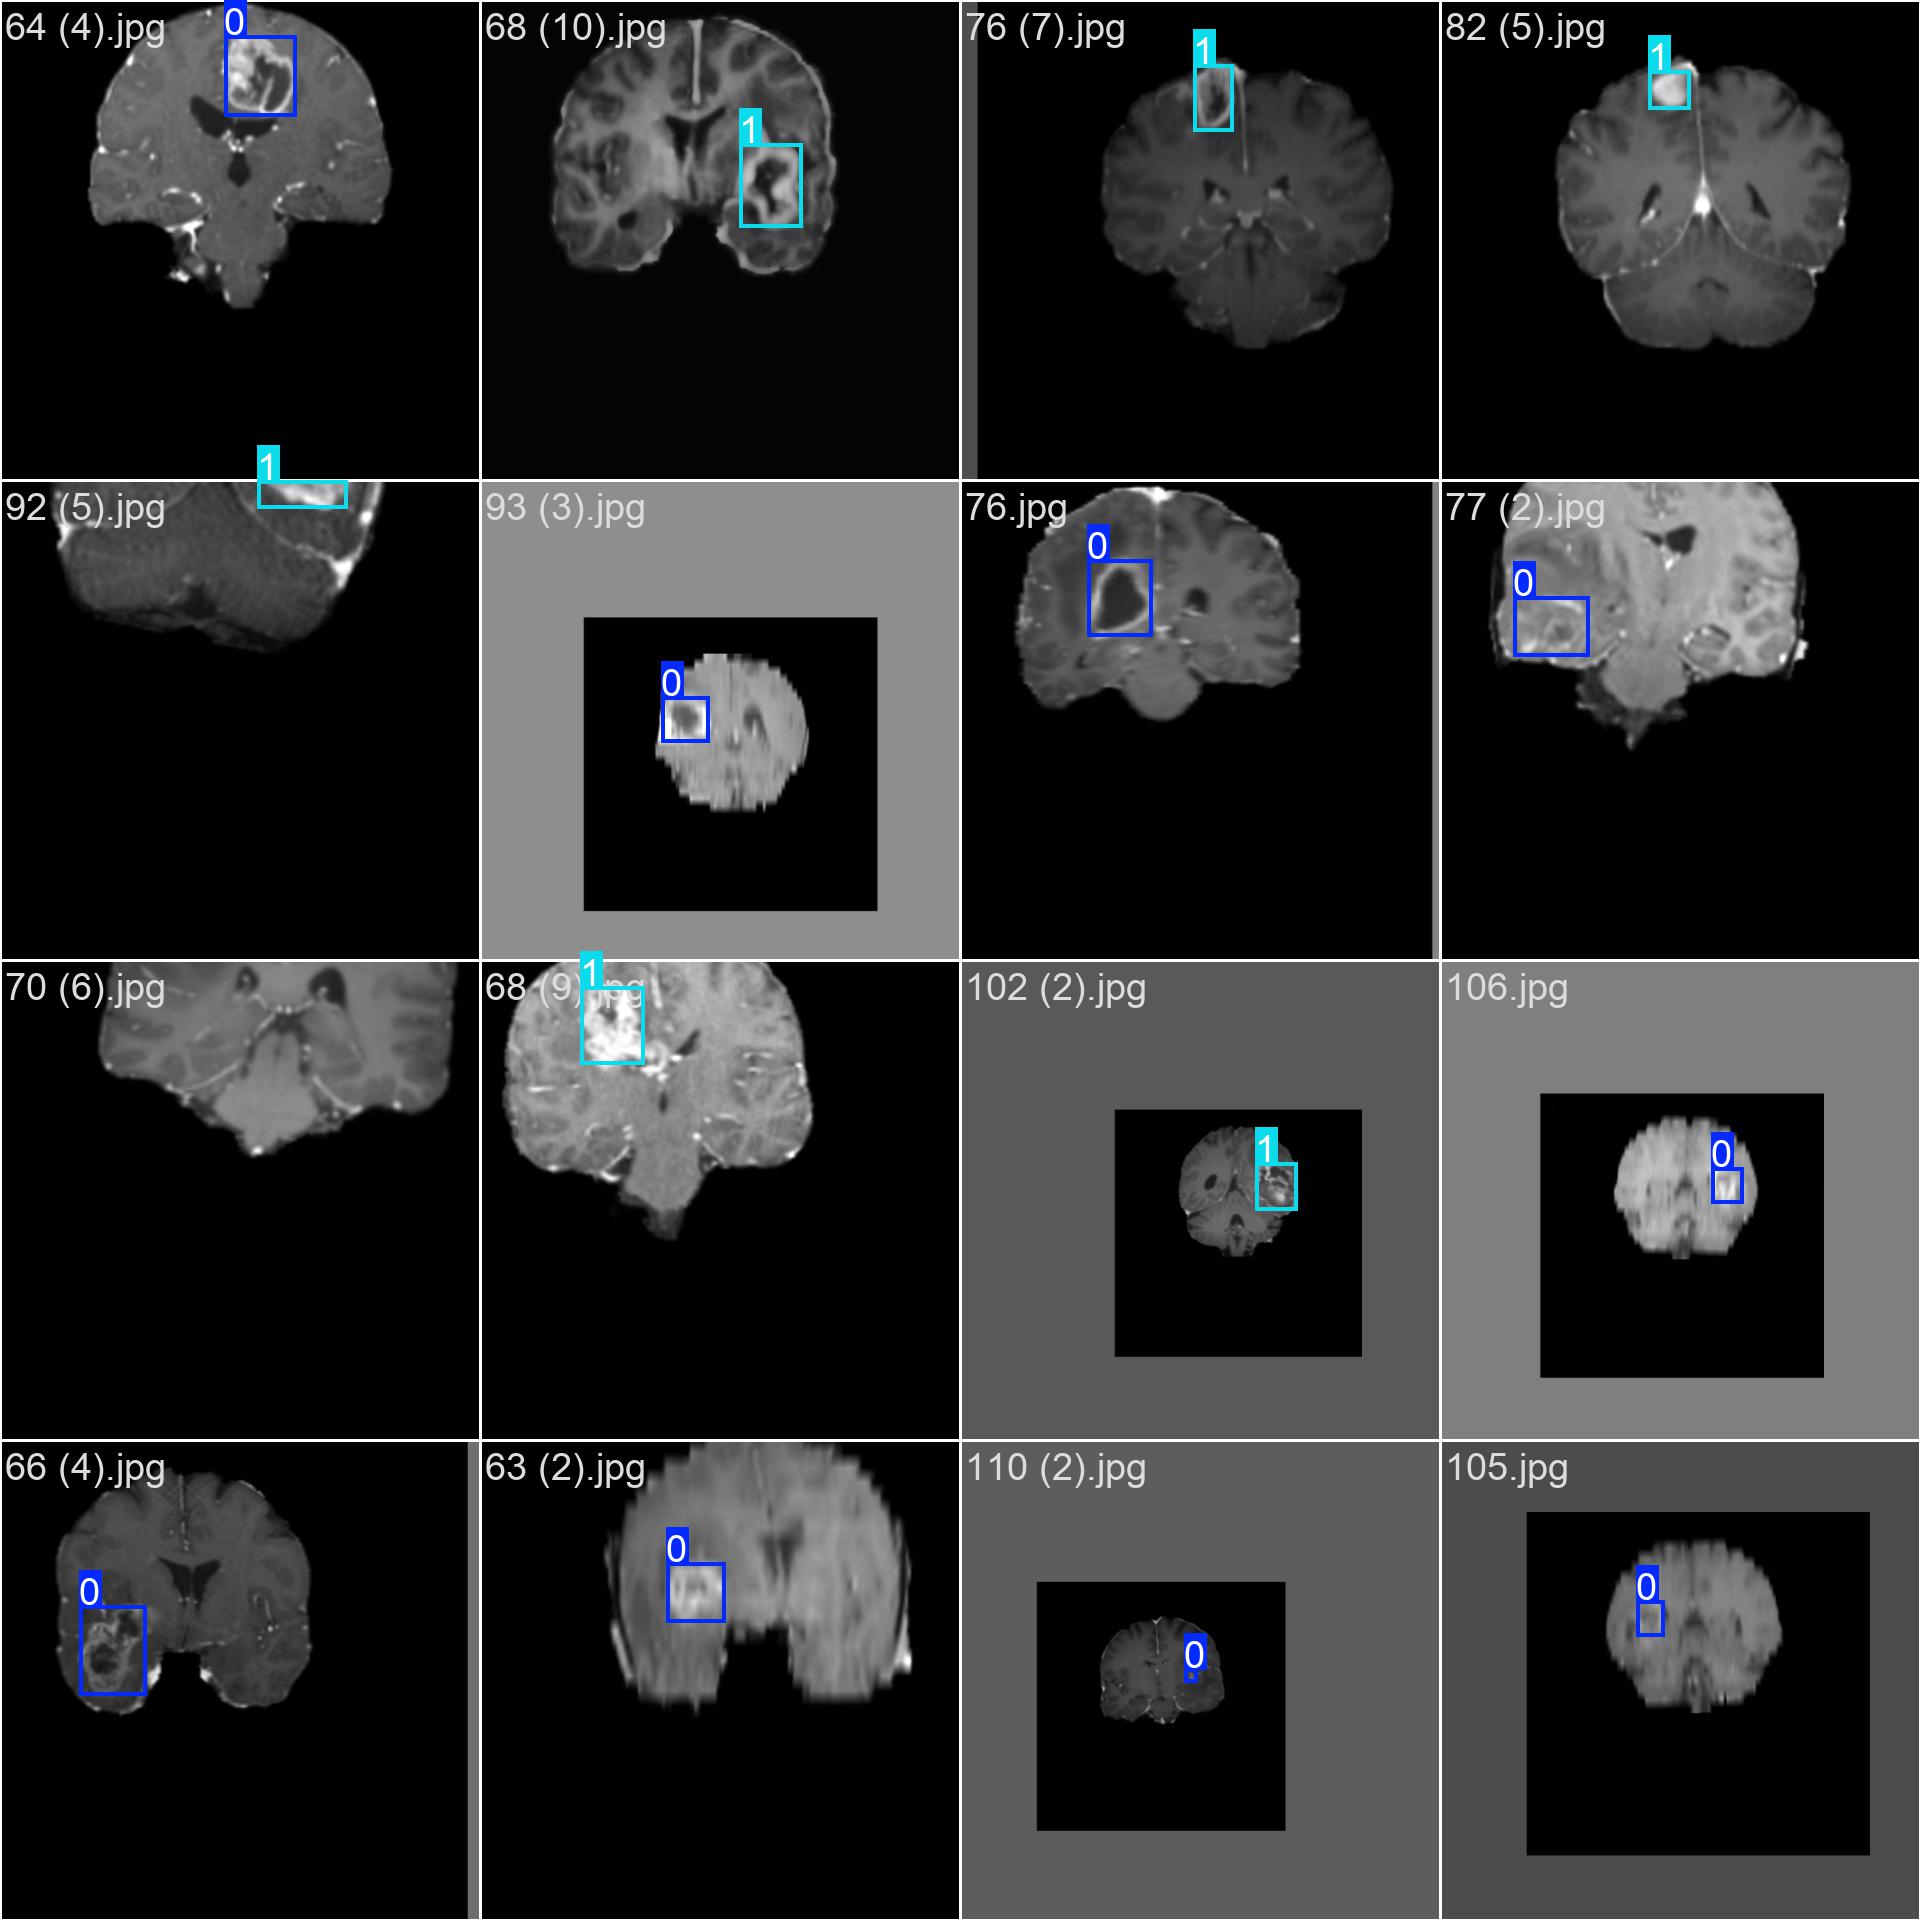 64 (4).jpg
0
68 (10).jpg
1
76 (7).jpg
1
82 (5).jpg
1
92 (5).jpg
1
93 (3).jpg
0
76.jpg
0
77 (2).jpg
0
70 (6).jpg
68 (9).jpg
1
102 (2).jpg
1
106.jpg
0
66 (4).jpg
0
63 (2).jpg
0
110 (2).jpg
0
105.jpg
0